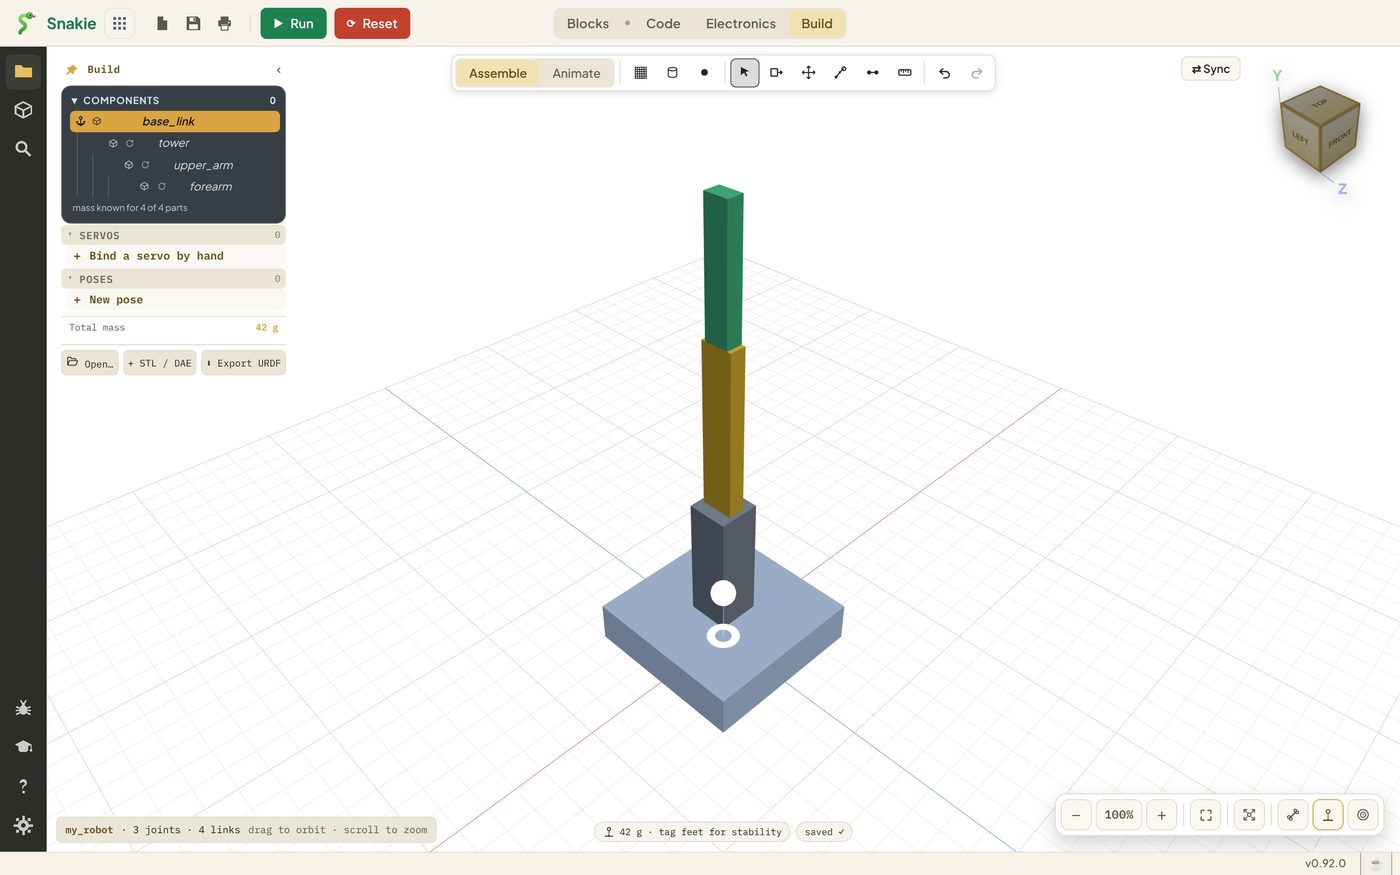 Snakie
Run
Reset
Blocks • Code Electronics Build
Build
Assemble Animate
Sync
Y
TOP
LEFT
FRONT
Z
COMPONENTS 0
base_link
tower
upper_arm
forearm
mass known for 4 of 4 parts
SERVOS 0
+ Bind a servo by hand
POSES 0
+ New pose
Total mass 42 g
Open… + STL / DAE Export URDF
my_robot · 3 joints · 4 links drag to orbit · scroll to zoom
42 g · tag feet for stability
saved ✓
− 100% +
?
v0.92.0